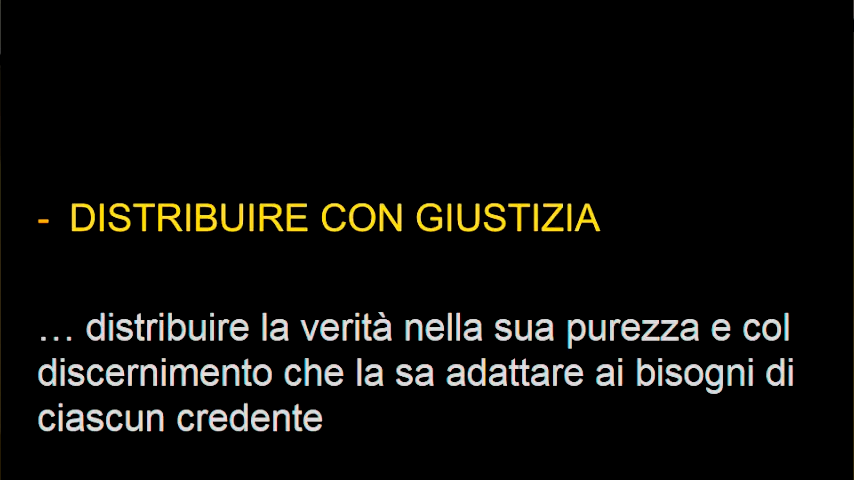 - DISTRIBUIRE CON GIUSTIZIA
… distribuire la verità nella sua purezza e col
discernimento che la sa adattare ai bisogni di
ciascun credente